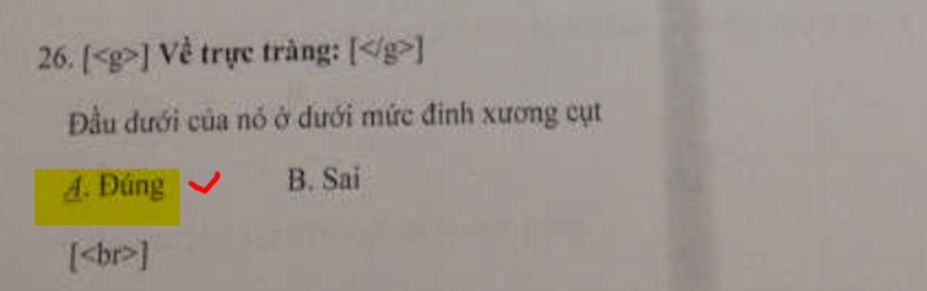 26. [<g>] Về trực tràng: [</g>]
Đầu dưới của nó ở dưới mức đỉnh xương cụt
A. Đúng B. Sai
[<br>]